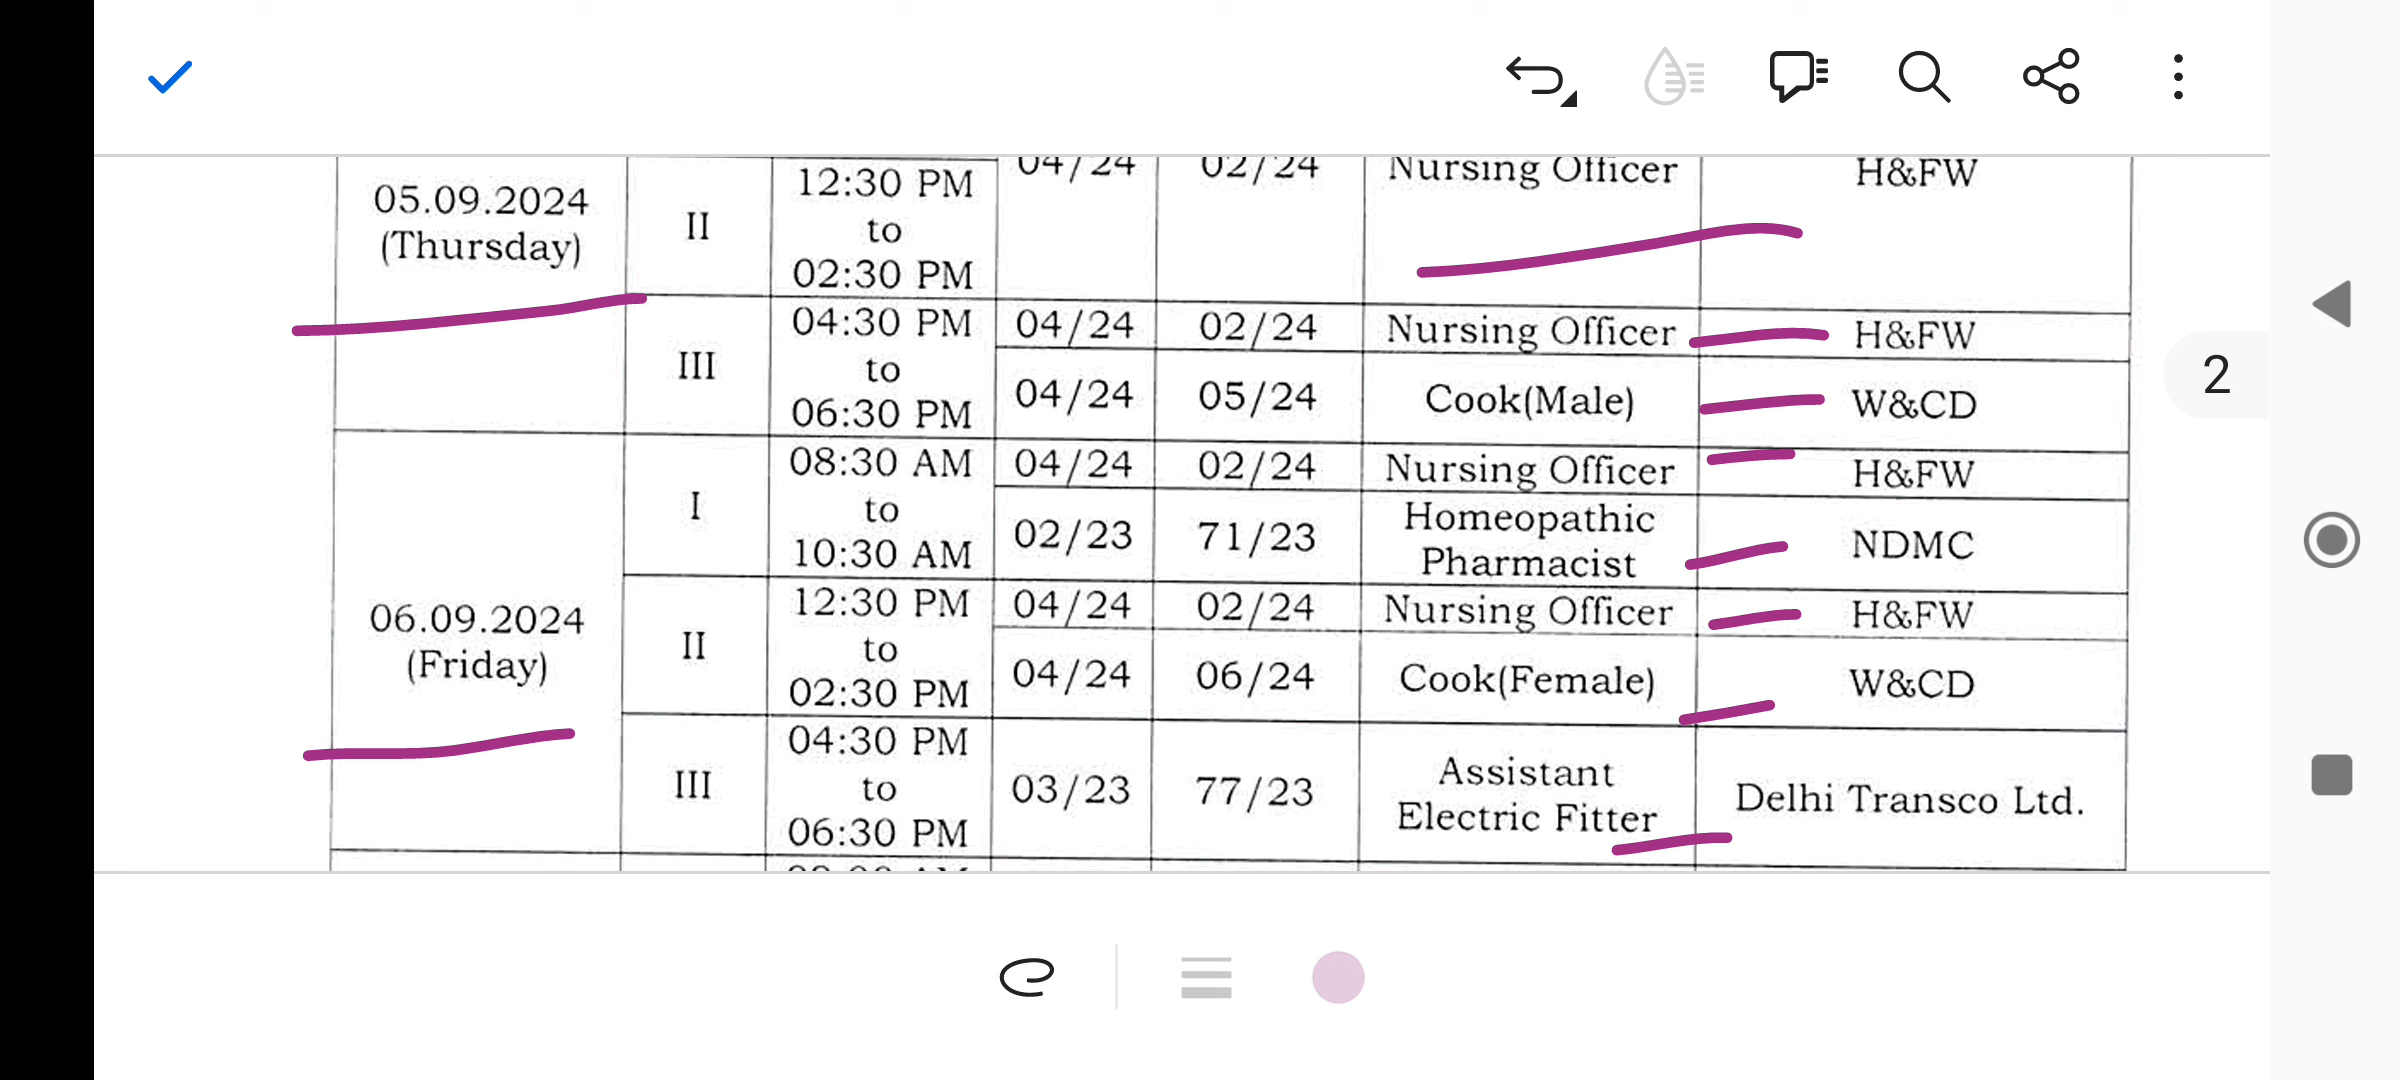 04/24 02/24 Nursing Officer H&FW
05.09.2024
(Thursday)
II
12:30 PM
to
02:30 PM
III
04:30 PM
to
06:30 PM
04/24 02/24 Nursing Officer H&FW
04/24 05/24 Cook(Male) W&CD
06.09.2024
(Friday)
I
08:30 AM
to
10:30 AM
04/24 02/24 Nursing Officer H&FW
02/23 71/23 Homeopathic
Pharmacist
NDMC
II
12:30 PM
to
02:30 PM
04/24 02/24 Nursing Officer H&FW
04/24 06/24 Cook(Female) W&CD
III
04:30 PM
to
06:30 PM
03/23 77/23 Assistant
Electric Fitter
Delhi Transco Ltd.
2